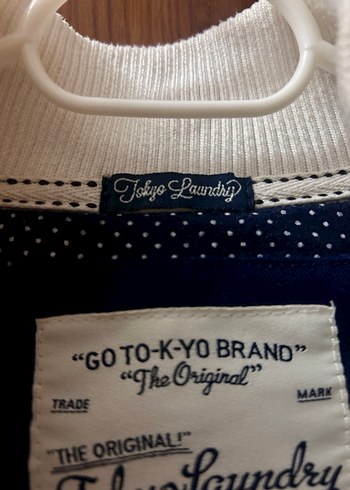 Tokyo Laundry
"GO TO-K-YO BRAND"
"The Original"
TRADE MARK
"THE ORIGINAL!"
Tokyo Laundry